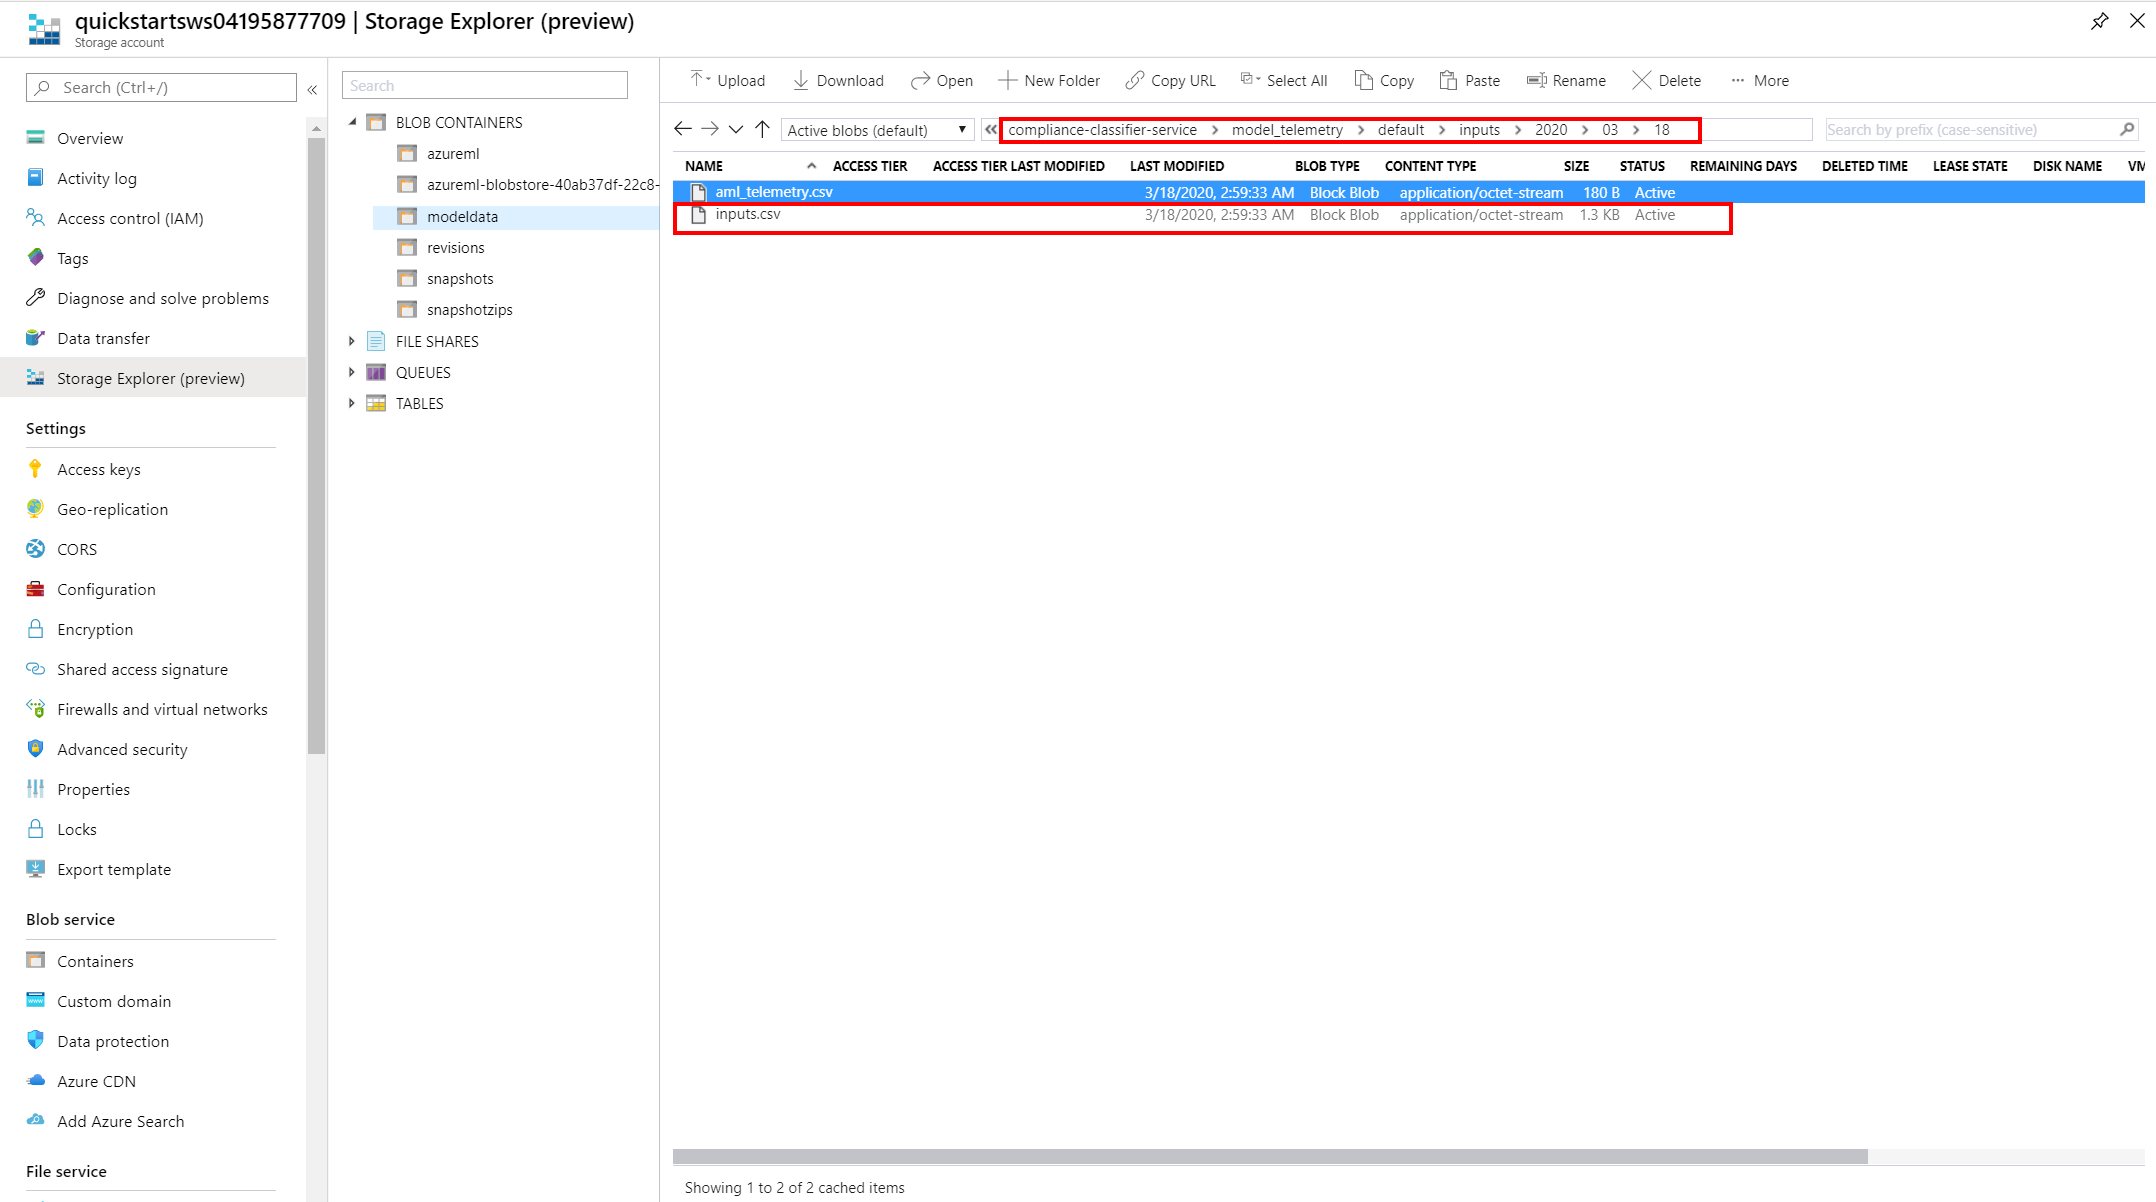 quickstartsws04195877709 | Storage Explorer (preview)
Storage account
Search (Ctrl+/)
«
Overview
Activity log
Access control (IAM)
Tags
Diagnose and solve problems
Data transfer
Storage Explorer (preview)
Settings
Access keys
Geo-replication
CORS
Configuration
Encryption
Shared access signature
Firewalls and virtual networks
Advanced security
Properties
Locks
Export template
Blob service
Containers
Custom domain
Data protection
Azure CDN
Add Azure Search
File service
Search
BLOB CONTAINERS
azureml
azureml-blobstore-40ab37df-22c8-
modeldata
revisions
snapshots
snapshotzips
FILE SHARES
QUEUES
TABLES
Upload Download Open New Folder Copy URL Select All Copy Paste Rename Delete ··· More
Active blobs (default) « compliance-classifier-service > model_telemetry > default > inputs > 2020 > 03 > 18 Search by prefix (case-sensitive)
NAME ACCESS TIER ACCESS TIER LAST MODIFIED LAST MODIFIED BLOB TYPE CONTENT TYPE SIZE STATUS REMAINING DAYS DELETED TIME LEASE STATE DISK NAME VM
aml_telemetry.csv 3/18/2020, 2:59:33 AM Block Blob application/octet-stream 180 B Active
inputs.csv 3/18/2020, 2:59:33 AM Block Blob application/octet-stream 1.3 KB Active
Showing 1 to 2 of 2 cached items